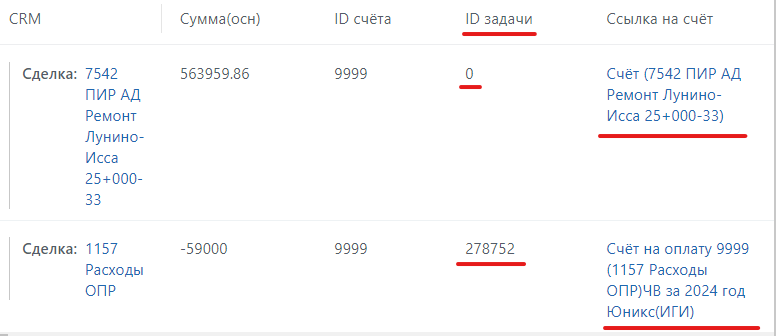 CRM Сумма(осн) ID счёта ID задачи Ссылка на счёт
Сделка: 7542 563959.86 9999 0 Счёт (7542 ПИР АД
ПИР АД Ремонт Лунино-
Ремонт Исса 25+000-33)
Лунино-
Исса
25+000-
33
Сделка: 1157 -59000 9999 278752 Счёт на оплату 9999
Расходы (1157 Расходы
ОПР ОПР)ЧВ за 2024 год
Юникс(ИГИ)